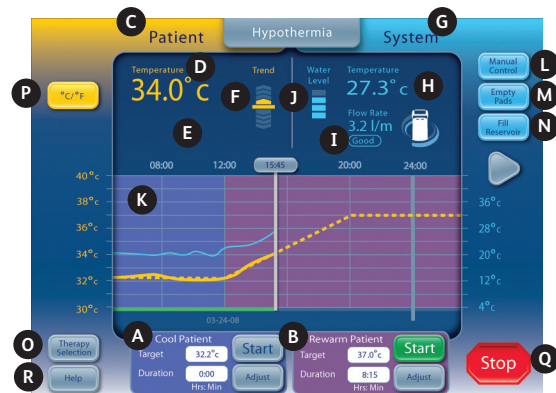 C
G
Patient
Hypothermia
System
D
Temperature
34.0°c
E
F
Trend
J
Water
Level
Temperature
27.3°c
H
Flow Rate
3.2 l/m
I
Good
P
°C/°F
Manual
Control
L
Empty
Pads
M
Fill
Reservoir
N
08:00
12:00
15:45
20:00
24:00
K
40°c
38°c
36°c
34°c
32°c
30°c
36°c
28°c
20°c
12°c
4°c
03-24-08
A
Cool Patient
Target
32.2°c
Start
Duration
0:00
Adjust
Hrs: Min
B
Rewarm Patient
Target
37.0°c
Start
Duration
8:15
Adjust
Hrs: Min
O
Therapy
Selection
R
Help
Stop
Q